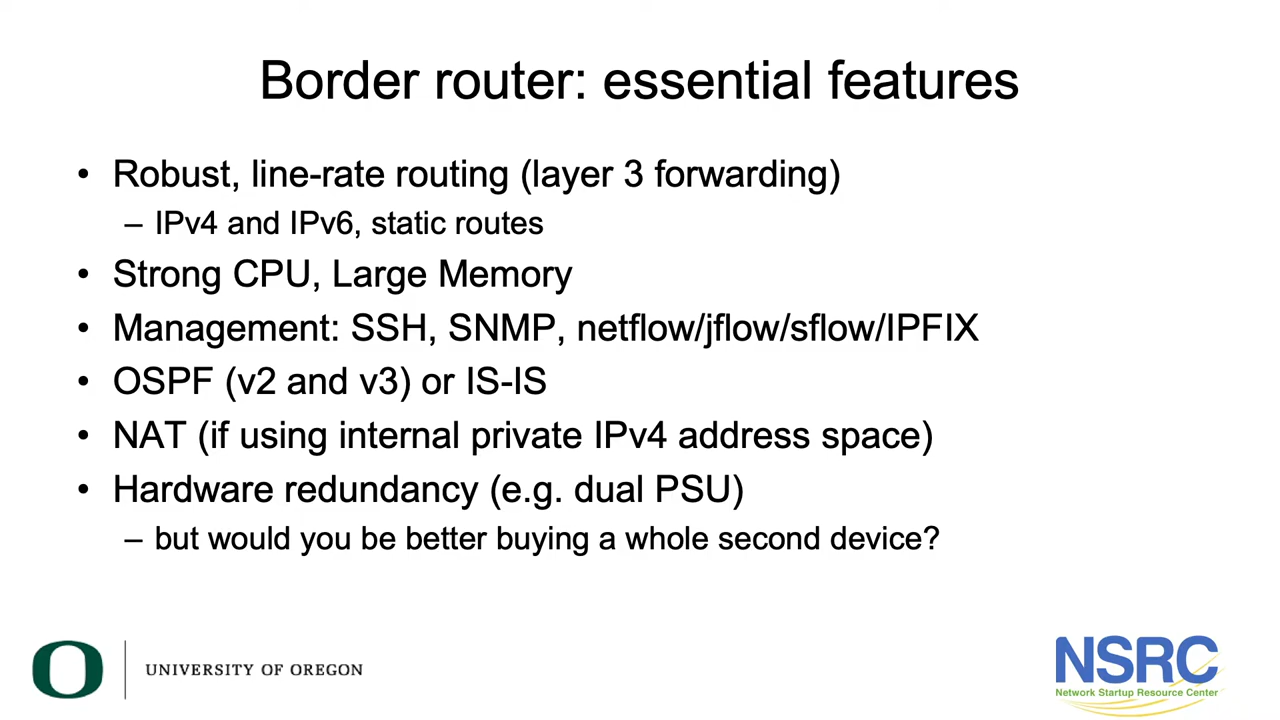 Border router: essential features
• Robust, line-rate routing (layer 3 forwarding)
– IPv4 and IPv6, static routes
• Strong CPU, Large Memory
• Management: SSH, SNMP, netflow/jflow/sflow/IPFIX
• OSPF (v2 and v3) or IS-IS
• NAT (if using internal private IPv4 address space)
• Hardware redundancy (e.g. dual PSU)
– but would you be better buying a whole second device?
O UNIVERSITY OF OREGON
NSRC
Network Startup Resource Center